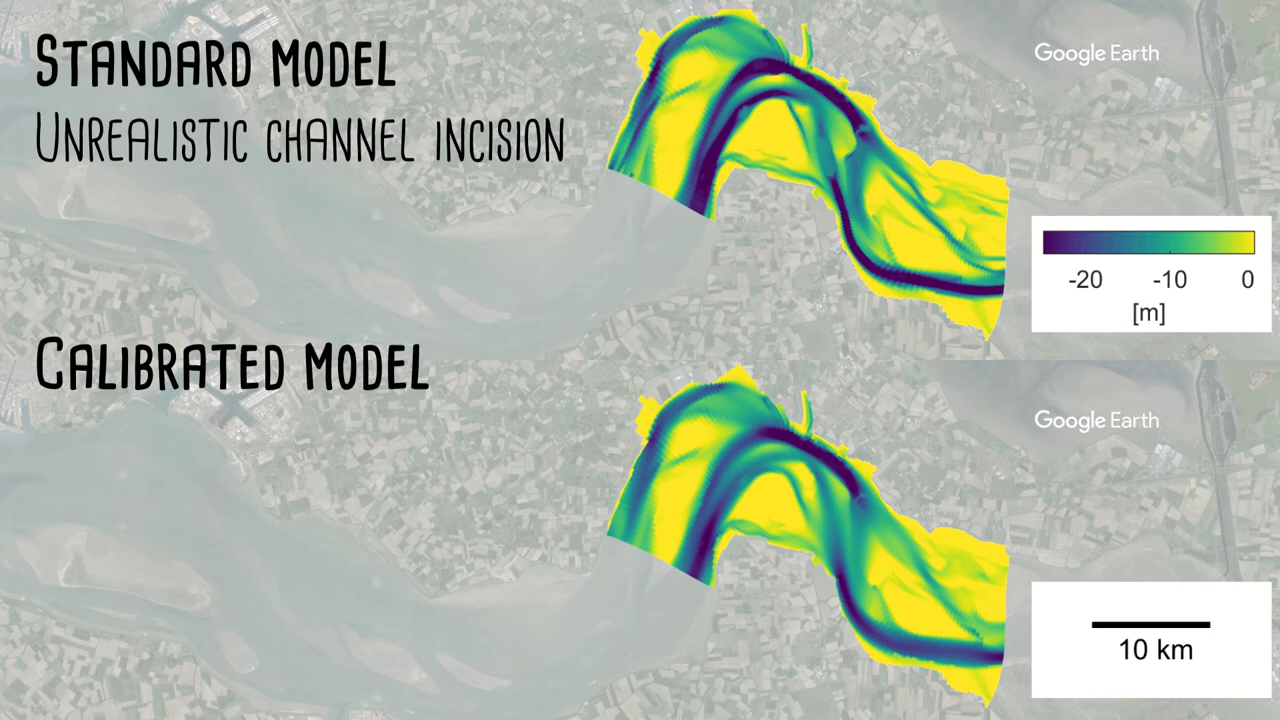 STANDARD MODEL
UNREALISTIC CHANNEL INCISION
Google Earth
-20 -10 0
[m]
CALIBRATED MODEL
Google Earth
10 km